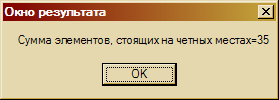 Окно результата
Сумма элементов, стоящих на четных местах=35
OK